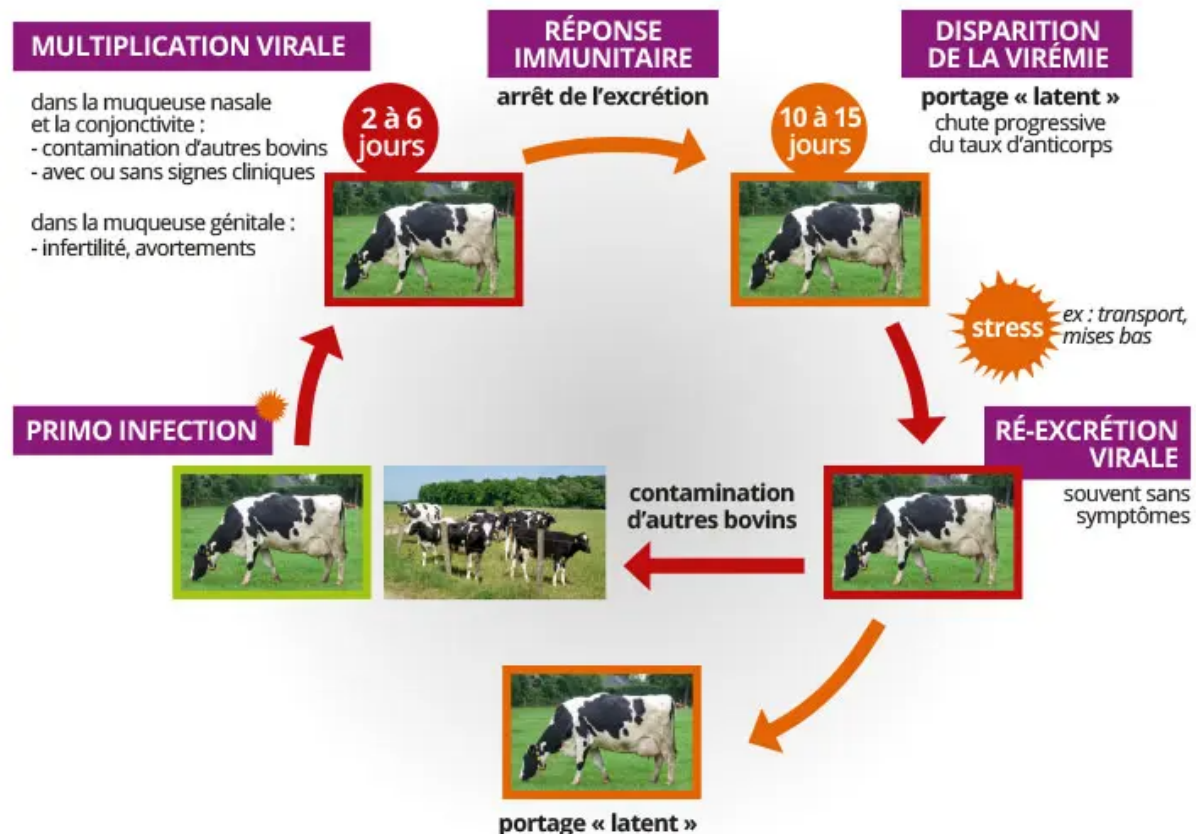 MULTIPLICATION VIRALE
dans la muqueuse nasale
et la conjonctivite :
- contamination d'autres bovins
- avec ou sans signes cliniques
dans la muqueuse génitale :
- infertilité, avortements
2 à 6
jours
RÉPONSE
IMMUNITAIRE
arrêt de l'excrétion
10 à 15
jours
DISPARITION
DE LA VIRÉMIE
portage « latent »
chute progressive
du taux d'anticorps
stress
ex : transport,
mises bas
RÉ-EXCRÉTION
VIRALE
souvent sans
symptômes
contamination
d'autres bovins
PRIMO INFECTION
portage « latent »